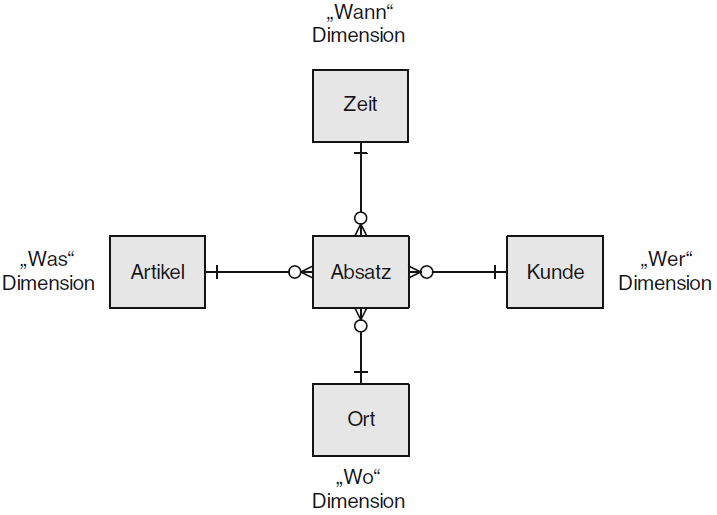 „Wann“
Dimension
Zeit
„Was“
Dimension
Artikel
Absatz
Kunde
„Wer“
Dimension
Ort
„Wo“
Dimension